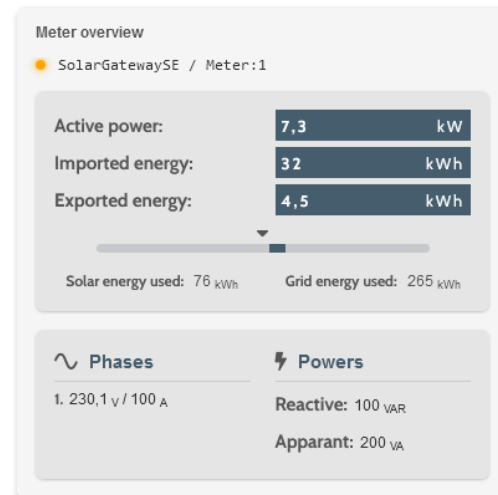 Meter overview
SolarGatewaySE / Meter:1
Active power: 7,3 kW
Imported energy: 32 kWh
Exported energy: 4,5 kWh
Solar energy used: 76 kWh Grid energy used: 265 kWh
Phases
1. 230,1 V / 100 A
Powers
Reactive: 100 VAR
Apparant: 200 VA